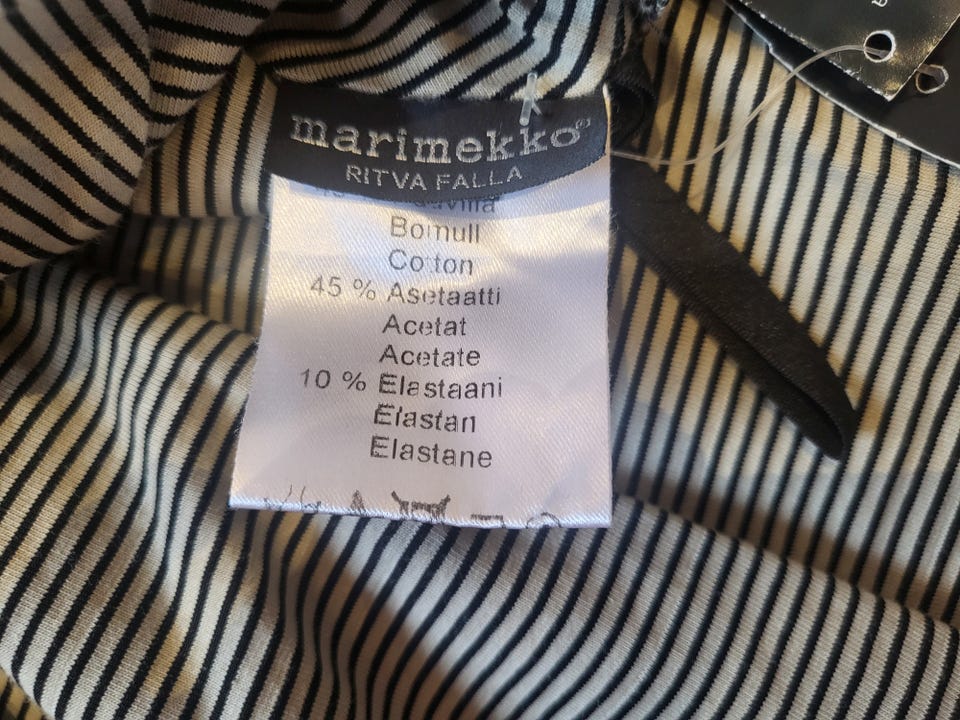 marimekko®
RITVA FALLA
Bomull
Cotton
45 % Asetaatti
Acetat
Acetate
10 % Elastaani
Elastan
Elastane